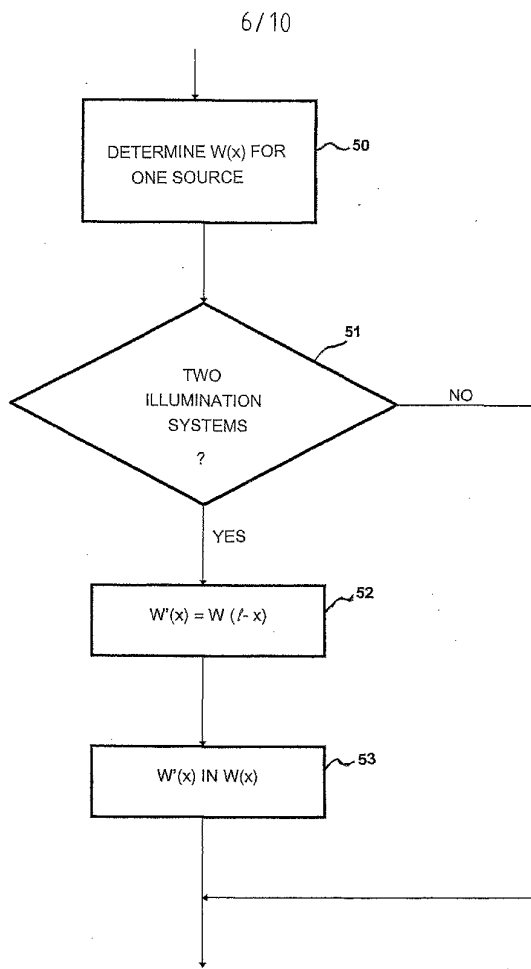 6/10
DETERMINE W(x) FOR
ONE SOURCE
50
51
TWO
ILLUMINATION
SYSTEMS
?
NO
YES
W'(x) = W (ℓ- x)
52
W'(x) IN W(x)
53